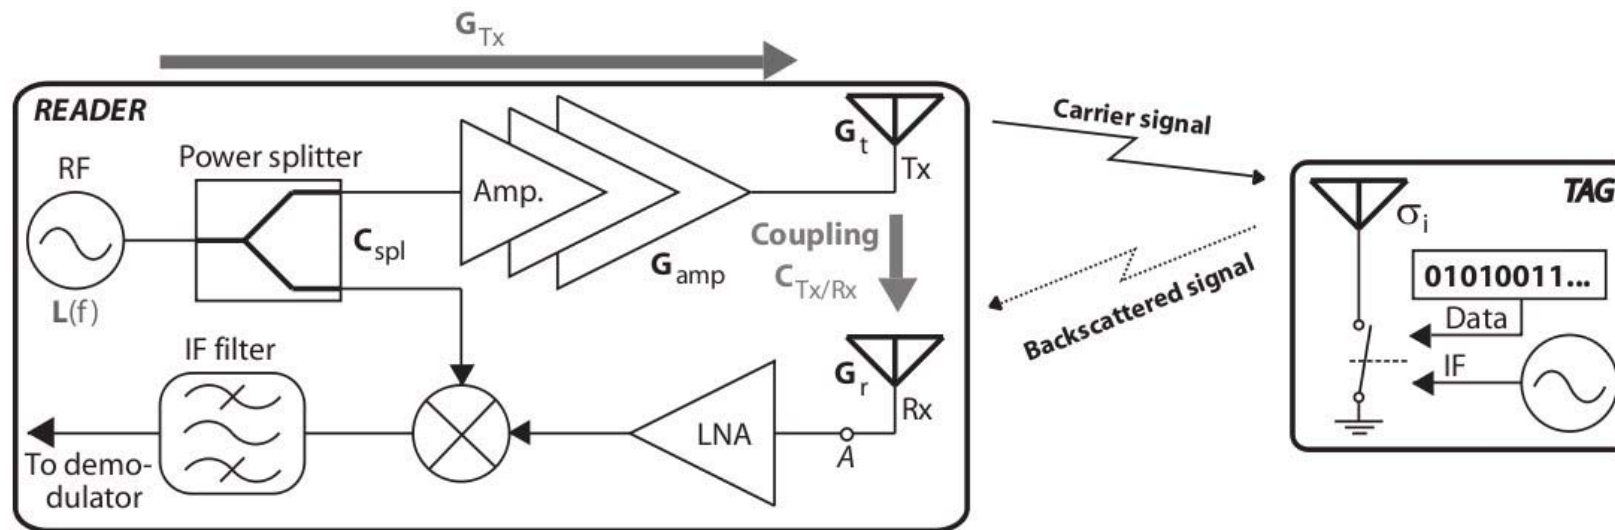 G_Tx
READER
RF
L(f)
Power splitter
C_spl
Amp.
G_amp
G_t
Tx
Coupling
C_Tx/Rx
Carrier signal
Backscattered signal
TAG
σ_i
01010011...
Data
IF
IF filter
To demo-
dulator
LNA
A
G_r
Rx